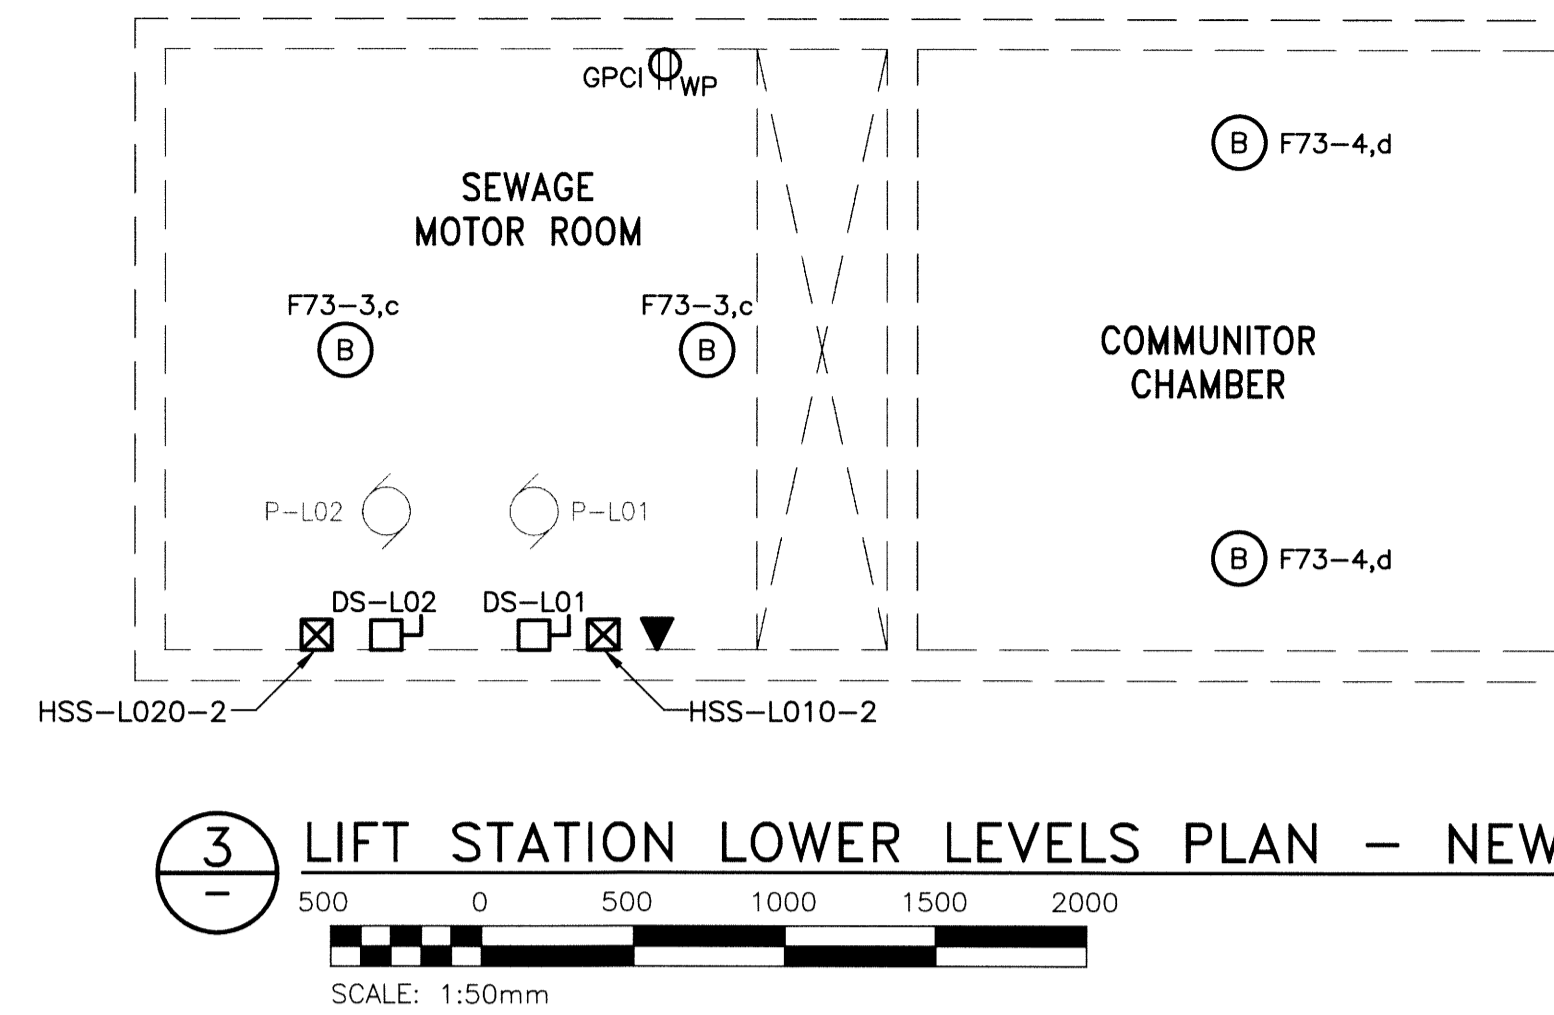 GPCI WP
B F73-4,d
SEWAGE
MOTOR ROOM
F73-3,c
B
F73-3,c
B
COMMUNITOR
CHAMBER
P-L02
P-L01
B F73-4,d
DS-L02
DS-L01
HSS-L020-2
HSS-L010-2
3
-
LIFT STATION LOWER LEVELS PLAN - NEW
500 0 500 1000 1500 2000
SCALE: 1:50mm